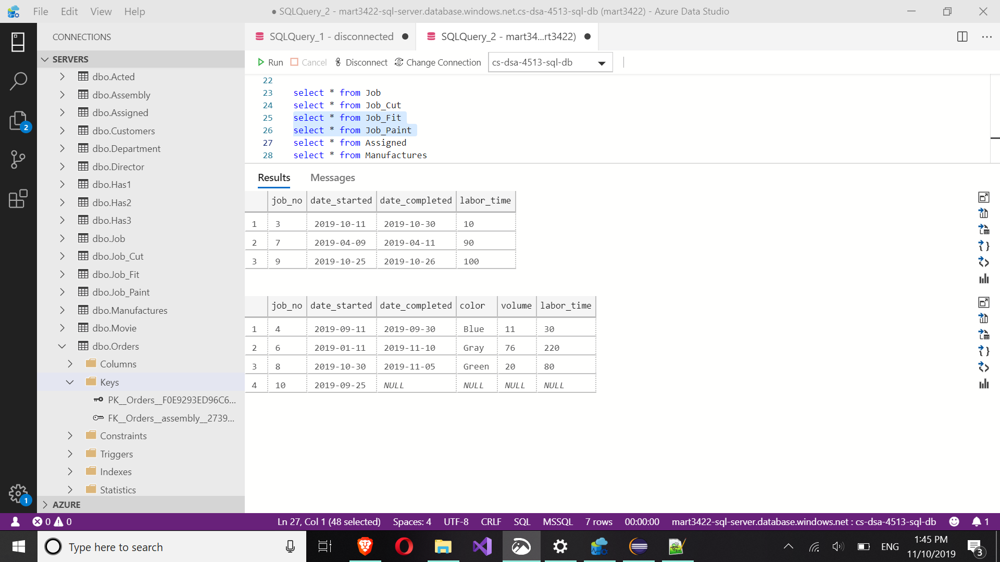 File Edit View Help
● SQLQuery_2 - mart3422-sql-server.database.windows.net.cs-dsa-4513-sql-db (mart3422) - Azure Data Studio
CONNECTIONS
SQLQuery_1 - disconnected ●
SQLQuery_2 - mart34...rt3422) ●
SERVERS
Run Cancel Disconnect Change Connection cs-dsa-4513-sql-db
dbo.Acted
dbo.Assembly
dbo.Assigned
dbo.Customers
dbo.Department
dbo.Director
dbo.Has1
dbo.Has2
dbo.Has3
dbo.Job
dbo.Job_Cut
dbo.Job_Fit
dbo.Job_Paint
dbo.Manufactures
dbo.Movie
dbo.Orders
Columns
Keys
PK__Orders__F0E9293ED96C6...
FK__Orders__assembly__2739...
Constraints
Triggers
Indexes
Statistics
AZURE
2
1
22
23 select * from Job
24 select * from Job_Cut
25 select * from Job_Fit
26 select * from Job_Paint
27 select * from Assigned
28 select * from Manufactures
Results Messages
job_no date_started date_completed labor_time
1 3 2019-10-11 2019-10-30 10
2 7 2019-04-09 2019-04-11 90
3 9 2019-10-25 2019-10-26 100
job_no date_started date_completed color volume labor_time
1 4 2019-09-11 2019-09-30 Blue 11 30
2 6 2019-01-11 2019-11-10 Gray 76 220
3 8 2019-10-30 2019-11-05 Green 20 80
4 10 2019-09-25 NULL NULL NULL NULL
0 0 Ln 27, Col 1 (48 selected) Spaces: 4 UTF-8 CRLF SQL MSSQL 7 rows 00:00:00 mart3422-sql-server.database.windows.net : cs-dsa-4513-sql-db 1
Type here to search
ENG
1:45 PM
11/10/2019
3